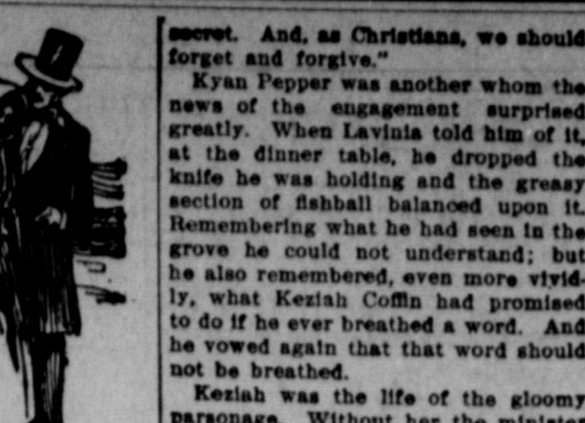 secret. And, as Christians, we should
forget and forgive."
Kyan Pepper was another whom the
news of the engagement surprised
greatly. When Lavinia told him of it,
at the dinner table, he dropped the
knife he was holding and the greasy
section of fishball balanced upon it.
Remembering what he had seen in the
grove he could not understand; but
he also remembered, even more vivid-
ly, what Keziah Coffin had promised
to do if he ever breathed a word. And
he vowed again that that word should
not be breathed.
Keziah was the life of the gloomy
parsonage. Without her the minister